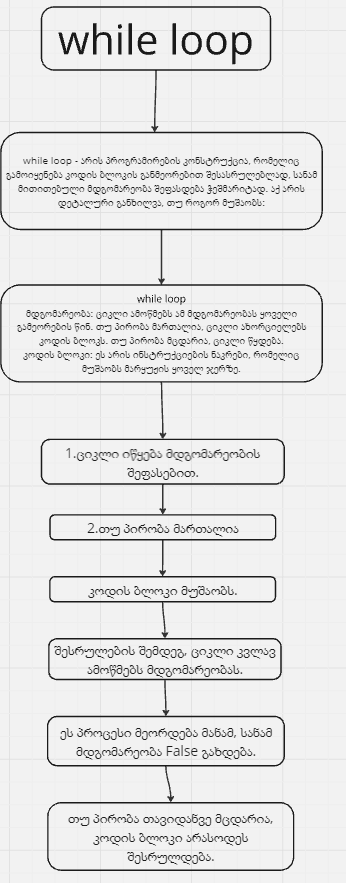 while loop
while loop - არის პროგრამირების კონსტრუქცია, რომელიც
გამოიყენება კოდის ბლოკის განმეორებით შესასრულებლად, სანამ
მითითებული მდგომარეობა შეფასდება ჭეშმარიტად. აქ არის
დეტალური განხილვა, თუ როგორ მუშაობს:
while loop
მდგომარეობა: ციკლი ამოწმებს ამ მდგომარეობას ყოველი
გამეორების წინ. თუ პირობა მართალია, ციკლი ახორციელებს
კოდის ბლოკს. თუ პირობა მცდარია, ციკლი წყდება.
კოდის ბლოკი: ეს არის ინსტრუქციების ნაკრები, რომელიც
მუშაობს მარყუჟის ყოველ ჯერზე.
1.ციკლი იწყება მდგომარეობის
შეფასებით.
2.თუ პირობა მართალია
კოდის ბლოკი მუშაობს.
შესრულების შემდეგ, ციკლი კვლავ
ამოწმებს მდგომარეობას.
ეს პროცესი მეორდება მანამ, სანამ
მდგომარეობა False გახდება.
თუ პირობა თავიდანვე მცდარია,
კოდის ბლოკი არასოდეს
შესრულდება.